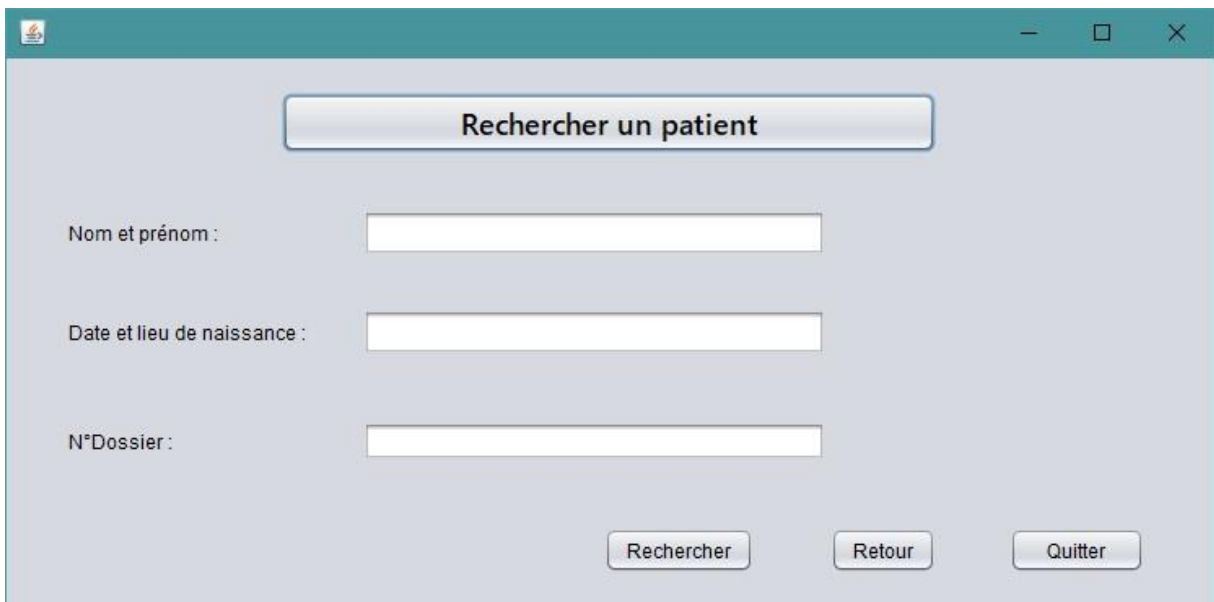 Rechercher un patient
Nom et prénom :
Date et lieu de naissance :
N°Dossier :
Rechercher Retour Quitter